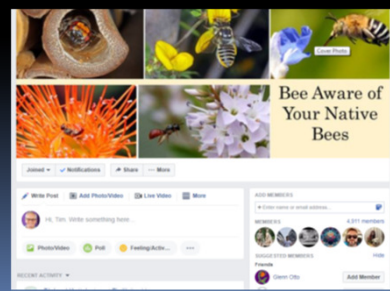 Cover Photo
Bee Aware of
Your Native
Bees
Joined
Notifications
Share
More
Write Post
Add Photo/Video
Live Video
More
Hi, Tim. Write something here...
Photo/Video
Poll
Feeling/Activ...
RECENT ACTIVITY
ADD MEMBERS
+ Enter name or email address...
MEMBERS
4,971 members
SUGGESTED MEMBERS
Hide
Friends
Glenn Otto
Add Member